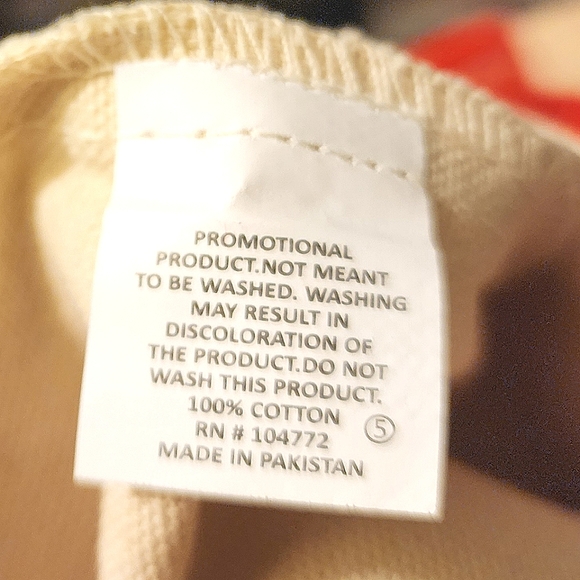 PROMOTIONAL
PRODUCT.NOT MEANT
TO BE WASHED. WASHING
MAY RESULT IN
DISCOLORATION OF
THE PRODUCT.DO NOT
WASH THIS PRODUCT.
100% COTTON
RN # 104772 5
MADE IN PAKISTAN